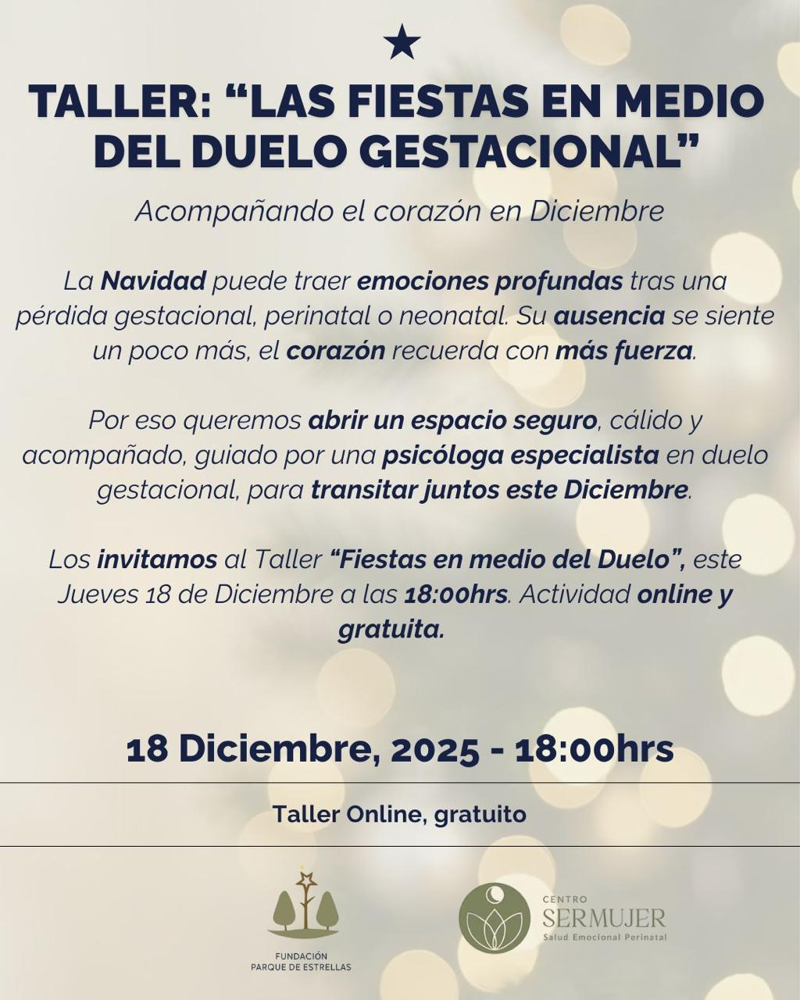 TALLER: “LAS FIESTAS EN MEDIO
DEL DUELO GESTACIONAL”
Acompañando el corazón en Diciembre
La Navidad puede traer emociones profundas tras una
pérdida gestacional, perinatal o neonatal. Su ausencia se siente
un poco más, el corazón recuerda con más fuerza.
Por eso queremos abrir un espacio seguro, cálido y
acompañado, guiado por una psicóloga especialista en duelo
gestacional, para transitar juntos este Diciembre.
Los invitamos al Taller “Fiestas en medio del Duelo”, este
Jueves 18 de Diciembre a las 18:00hrs. Actividad online y
gratuita.
18 Diciembre, 2025 - 18:00hrs
Taller Online, gratuito
FUNDACIÓN
PARQUE DE ESTRELLAS
CENTRO
SERMUJER
Salud Emocional Perinatal